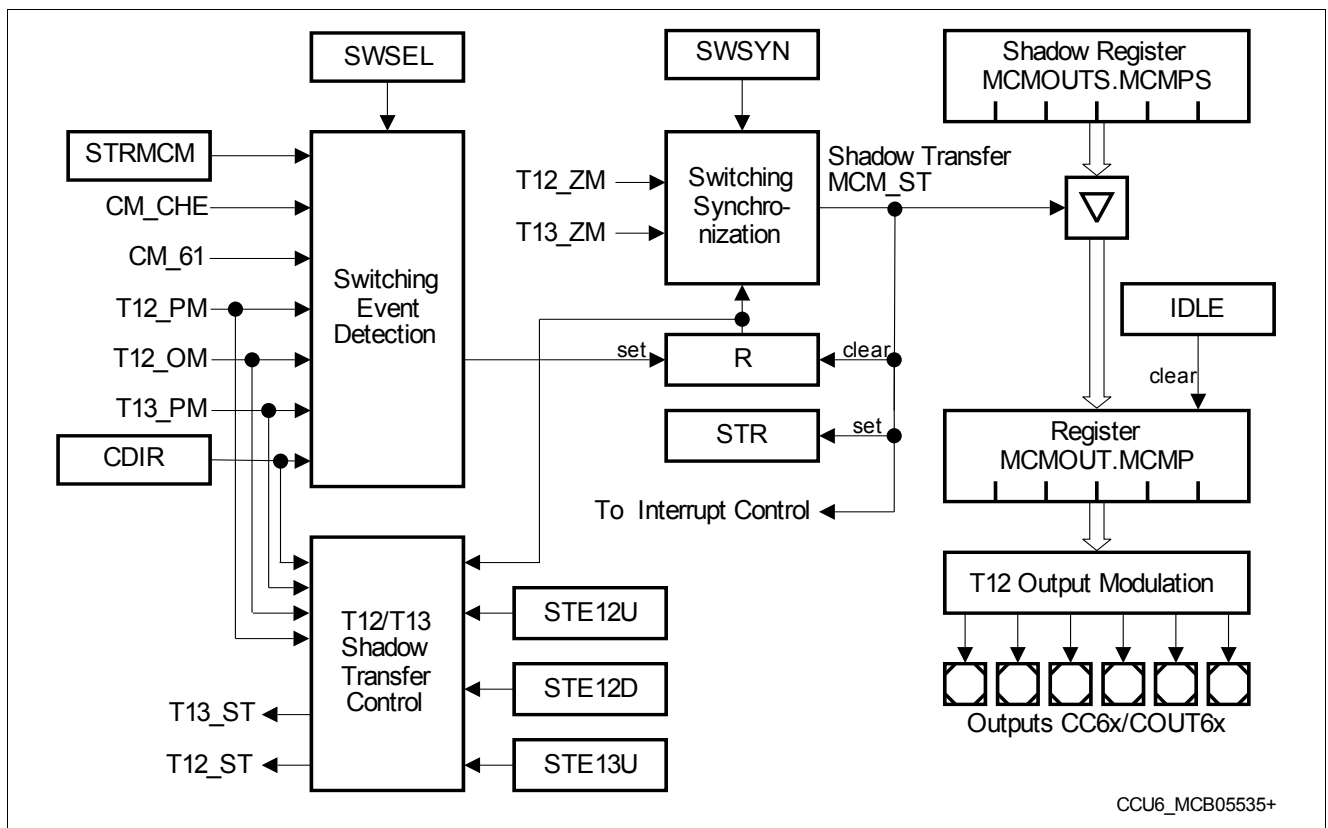 SWSEL
SWSYN
Shadow Register
MCMOUTS.MCMPS
STRMCM
CM_CHE
CM_61
T12_PM
T12_OM
T13_PM
CDIR
Switching
Event
Detection
T12_ZM
T13_ZM
Switching
Synchro-
nization
Shadow Transfer
MCM_ST
set
R
clear
STR
set
To Interrupt Control
IDLE
clear
Register
MCMOUT.MCMP
T12 Output Modulation
Outputs CC6x/COUT6x
T12/T13
Shadow
Transfer
Control
STE12U
STE12D
STE13U
T13_ST
T12_ST
CCU6_MCB05535+